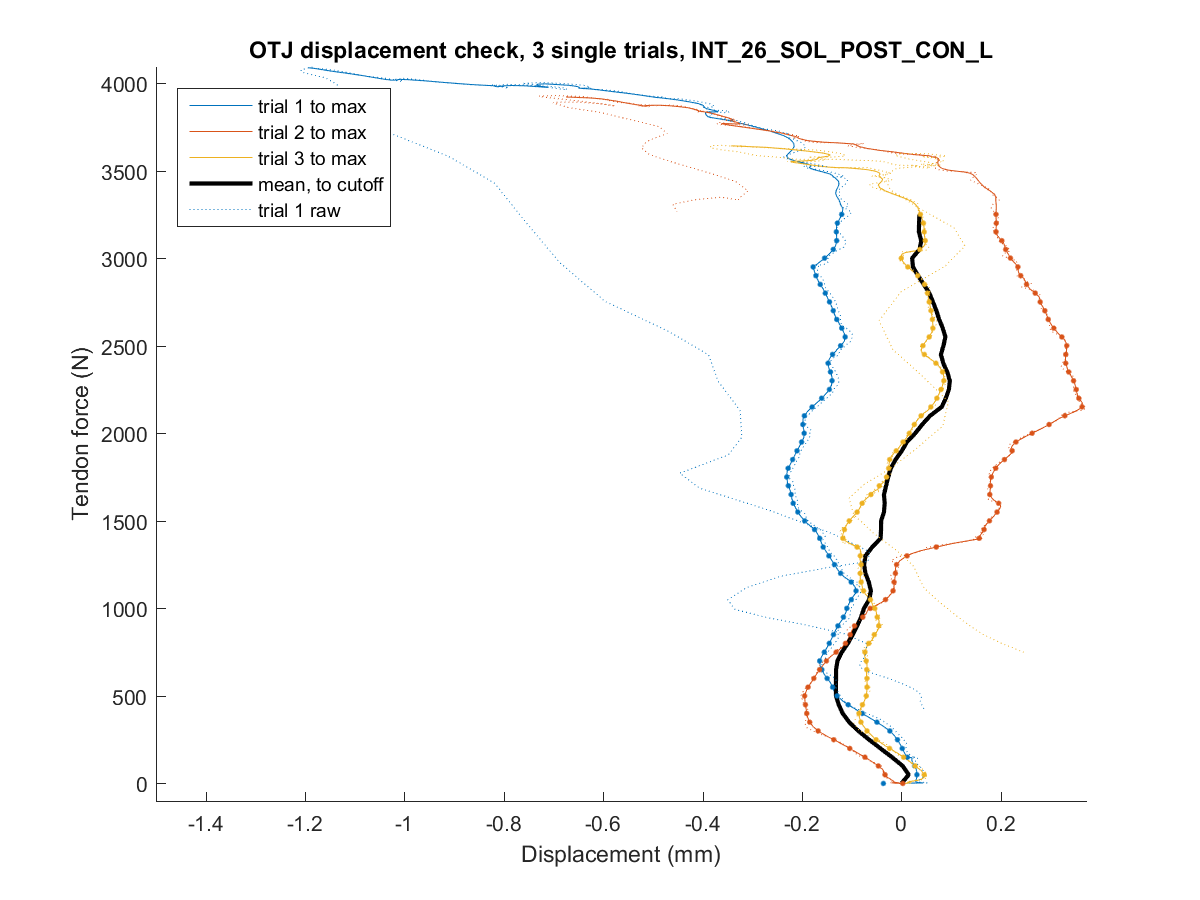 OTJ displacement check, 3 single trials, INT_26_SOL_POST_CON_L
4000
3500
3000
2500
2000
1500
1000
500
0
Tendon force (N)
trial 1 to max
trial 2 to max
trial 3 to max
mean, to cutoff
trial 1 raw
-1.4
-1.2
-1
-0.8
-0.6
-0.4
-0.2
0
0.2
Displacement (mm)